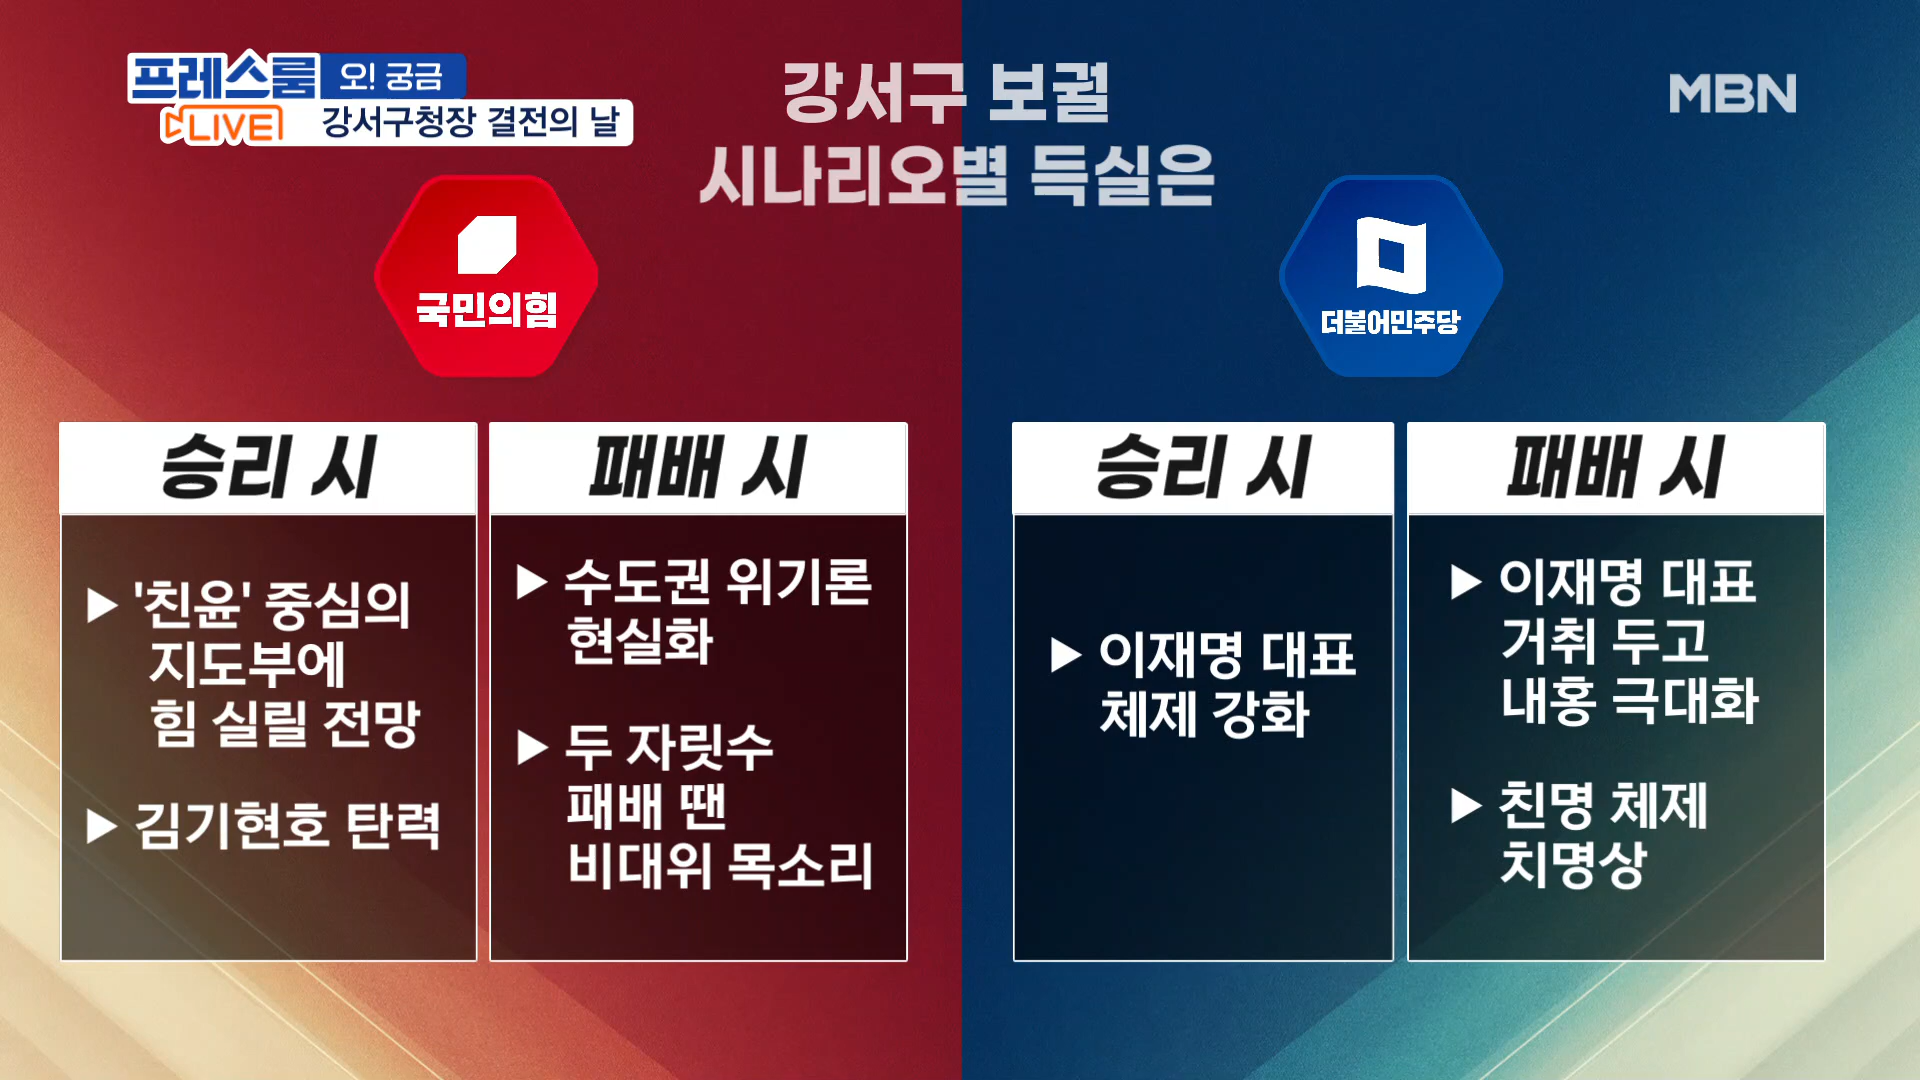 프레스룸 오! 궁금
LIVE 강서구청장 결전의 날
강서구 보궐
시나리오별 득실은
MBN
국민의힘
승리 시
▶ '친윤' 중심의
지도부에
힘 실릴 전망
▶ 김기현호 탄력
패배 시
▶ 수도권 위기론
현실화
▶ 두 자릿수
패배 땐
비대위 목소리
더불어민주당
승리 시
▶ 이재명 대표
체제 강화
패배 시
▶ 이재명 대표
거취 두고
내홍 극대화
▶ 친명 체제
치명상